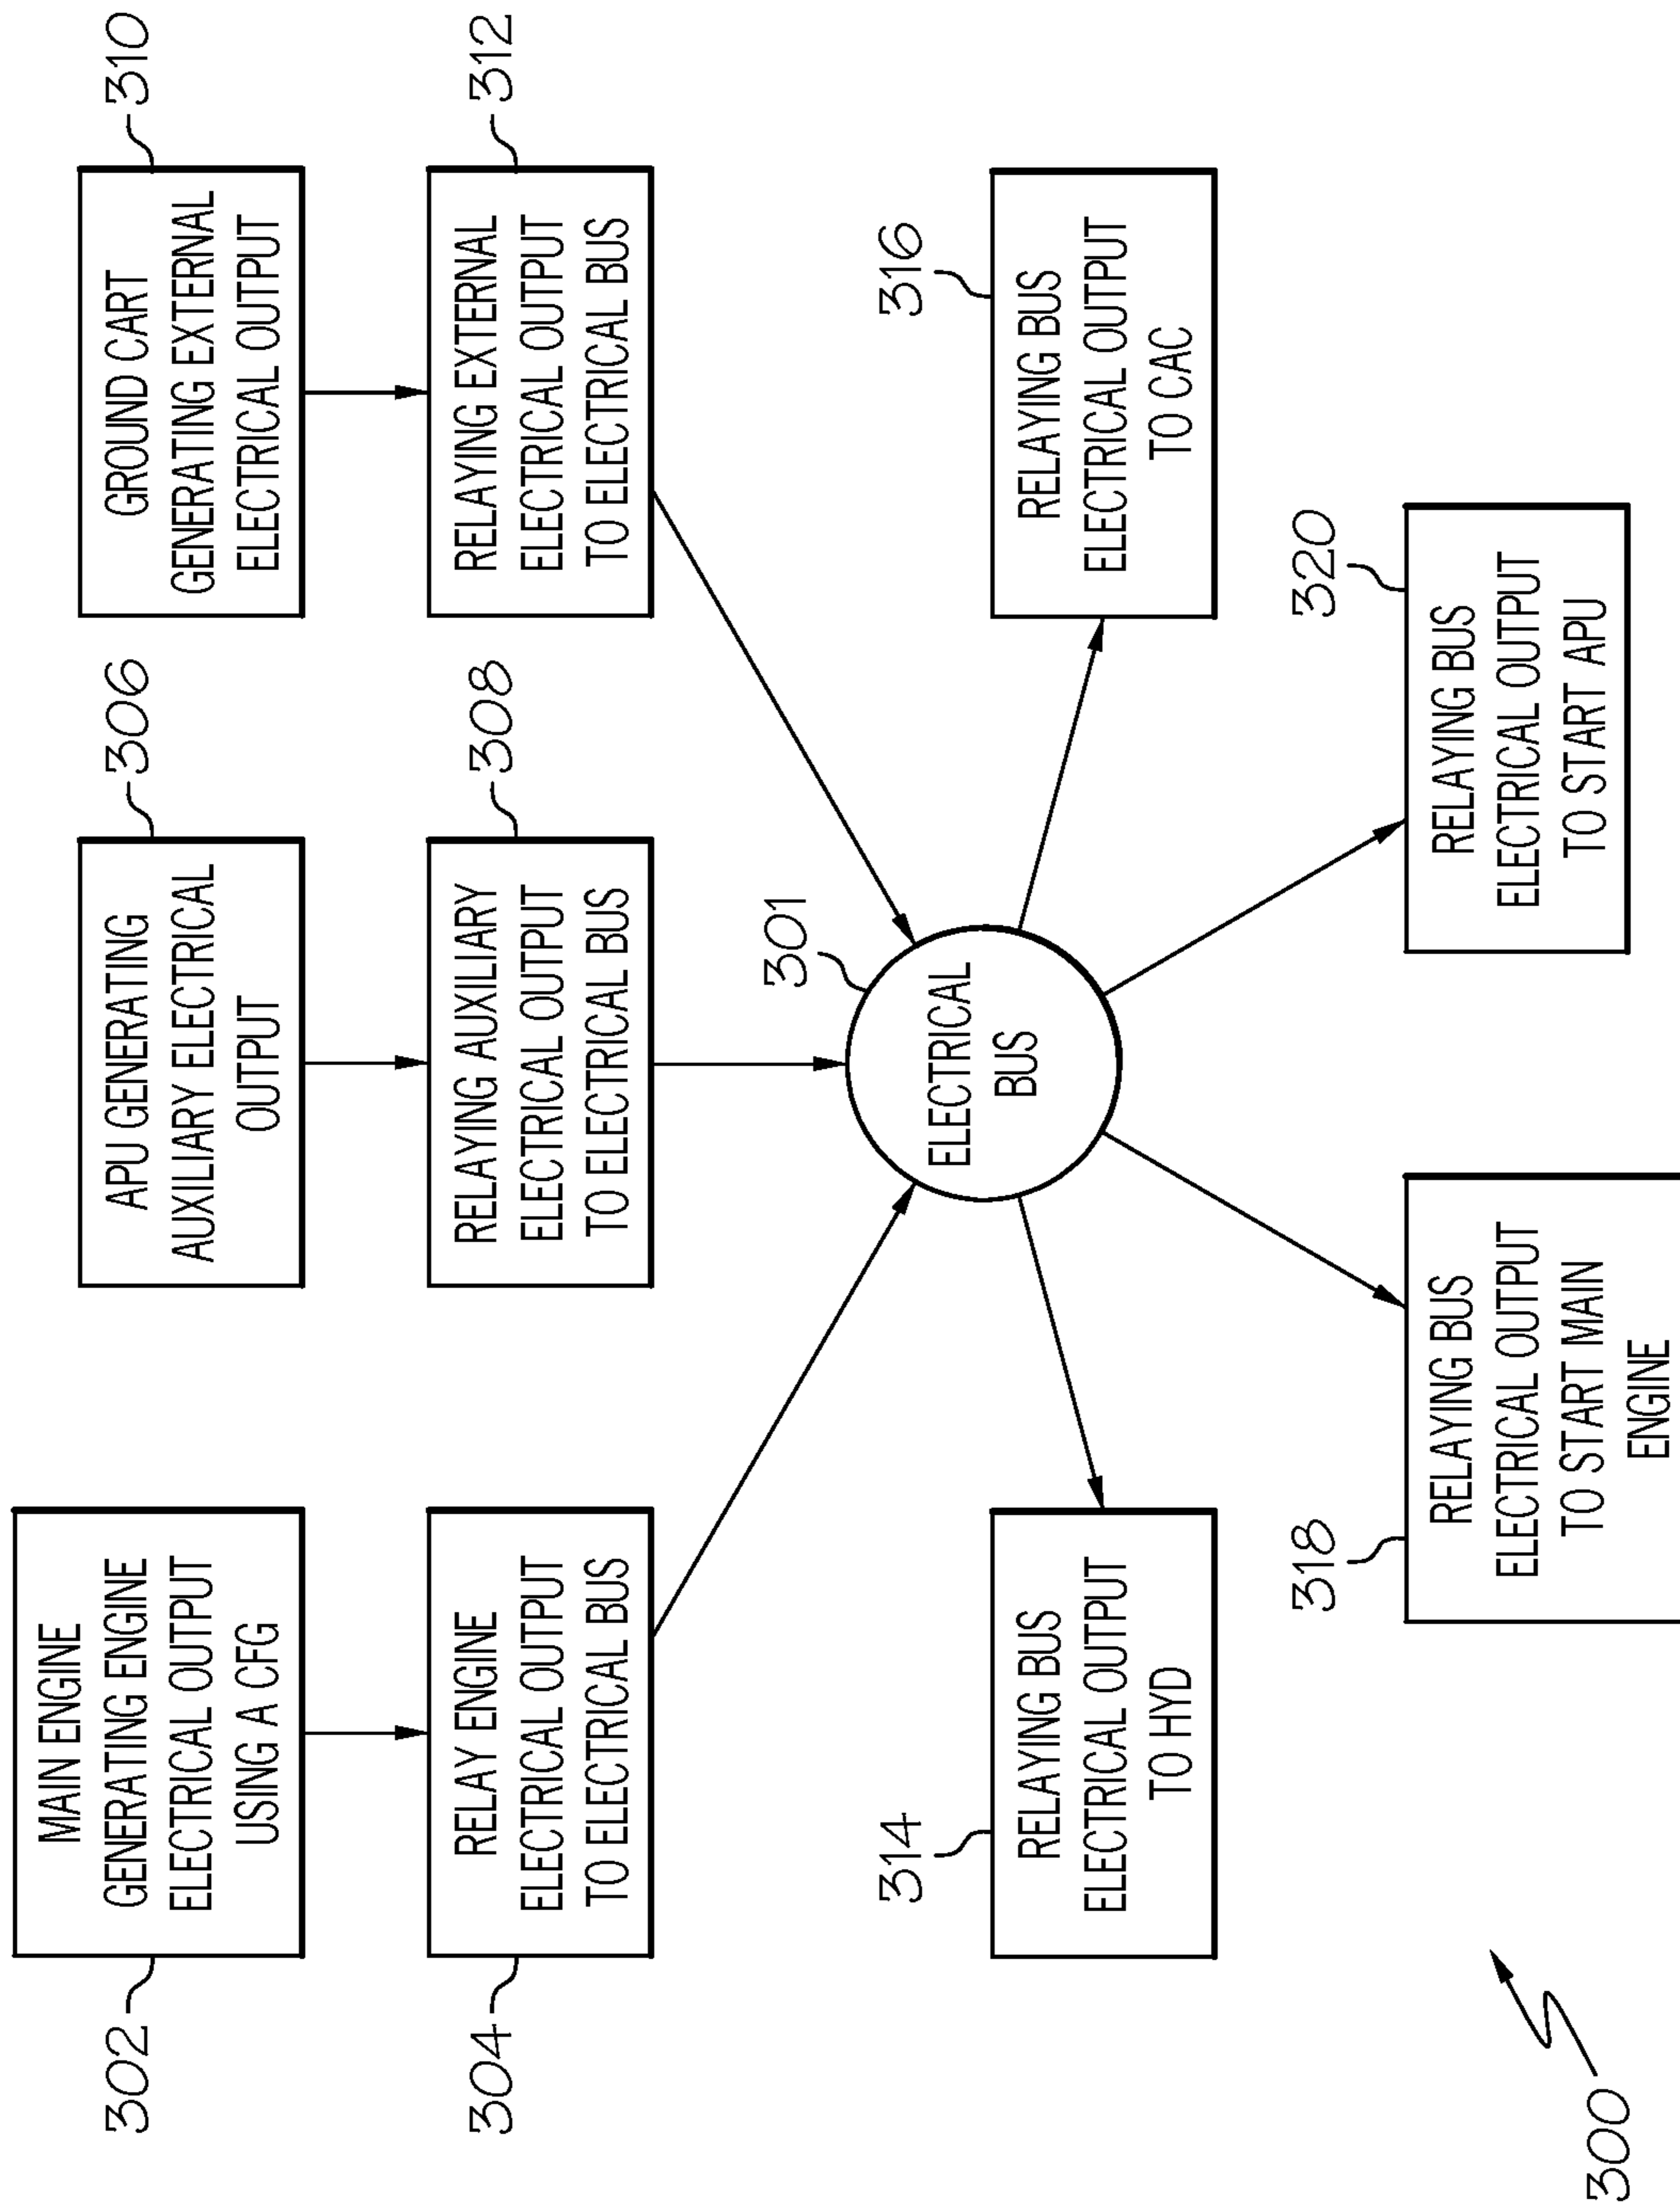 302
MAIN ENGINE
GENERATING ENGINE
ELECTRICAL OUTPUT
USING A CFG
APU GENERATING
AUXILIARY ELECTRICAL
OUTPUT
306
GROUND CART
GENERATING EXTERNAL
ELECTRICAL OUTPUT
310
304
RELAY ENGINE
ELECTRICAL OUTPUT
TO ELECTRICAL BUS
RELAYING AUXILIARY
ELECTRICAL OUTPUT
TO ELECTRICAL BUS
308
RELAYING EXTERNAL
ELECTRICAL OUTPUT
TO ELECTRICAL BUS
312
301
ELECTRICAL
BUS
314
RELAYING BUS
ELECTRICAL OUTPUT
TO HYD
316
RELAYING BUS
ELECTRICAL OUTPUT
TO CAC
318
RELAYING BUS
ELECTRICAL OUTPUT
TO START MAIN
ENGINE
320
RELAYING BUS
ELECTRICAL OUTPUT
TO START APU
300